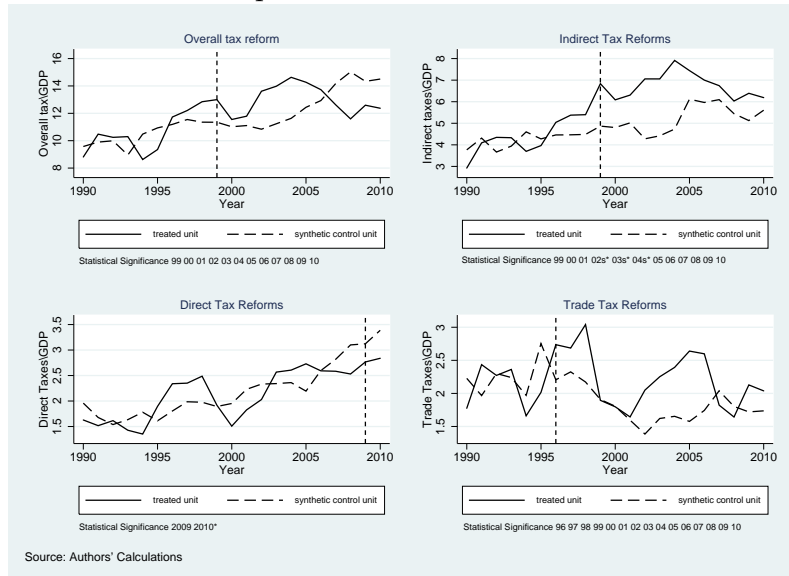 Overall tax reform
Overall tax\GDP
16
14
12
10
8
1990 1995 2000 2005 2010
Year
treated unit synthetic control unit
Statistical Significance 99 00 01 02 03 04 05 06 07 08 09 10
Indirect Tax Reforms
Indirect taxes\GDP
8
7
6
5
4
3
1990 1995 2000 2005 2010
Year
treated unit synthetic control unit
Statistical Significance 99 00 01 02s* 03s* 04s* 05 06 07 08 09 10
Direct Tax Reforms
Direct Taxes\GDP
3.5
3
2.5
2
1.5
1990 1995 2000 2005 2010
Year
treated unit synthetic control unit
Statistical Significance 2009 2010*
Trade Tax Reforms
Trade Taxes\GDP
3
2.5
2
1.5
1990 1995 2000 2005 2010
Year
treated unit synthetic control unit
Statistical Significance 96 97 98 99 00 01 02 03 04 05 06 07 08 09 10
Source: Authors' Calculations